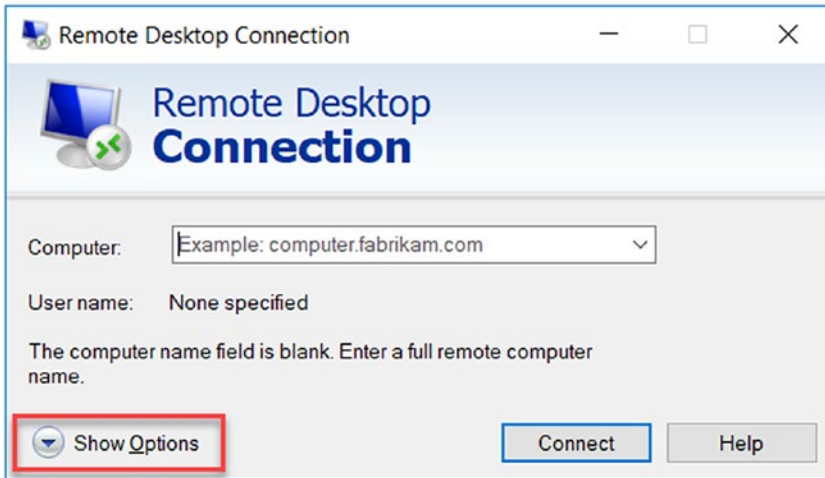 Remote Desktop Connection
Remote Desktop
Connection
Computer:
Example: computer.fabrikam.com
User name:
None specified
The computer name field is blank. Enter a full remote computer
name.
Show Options
Connect
Help